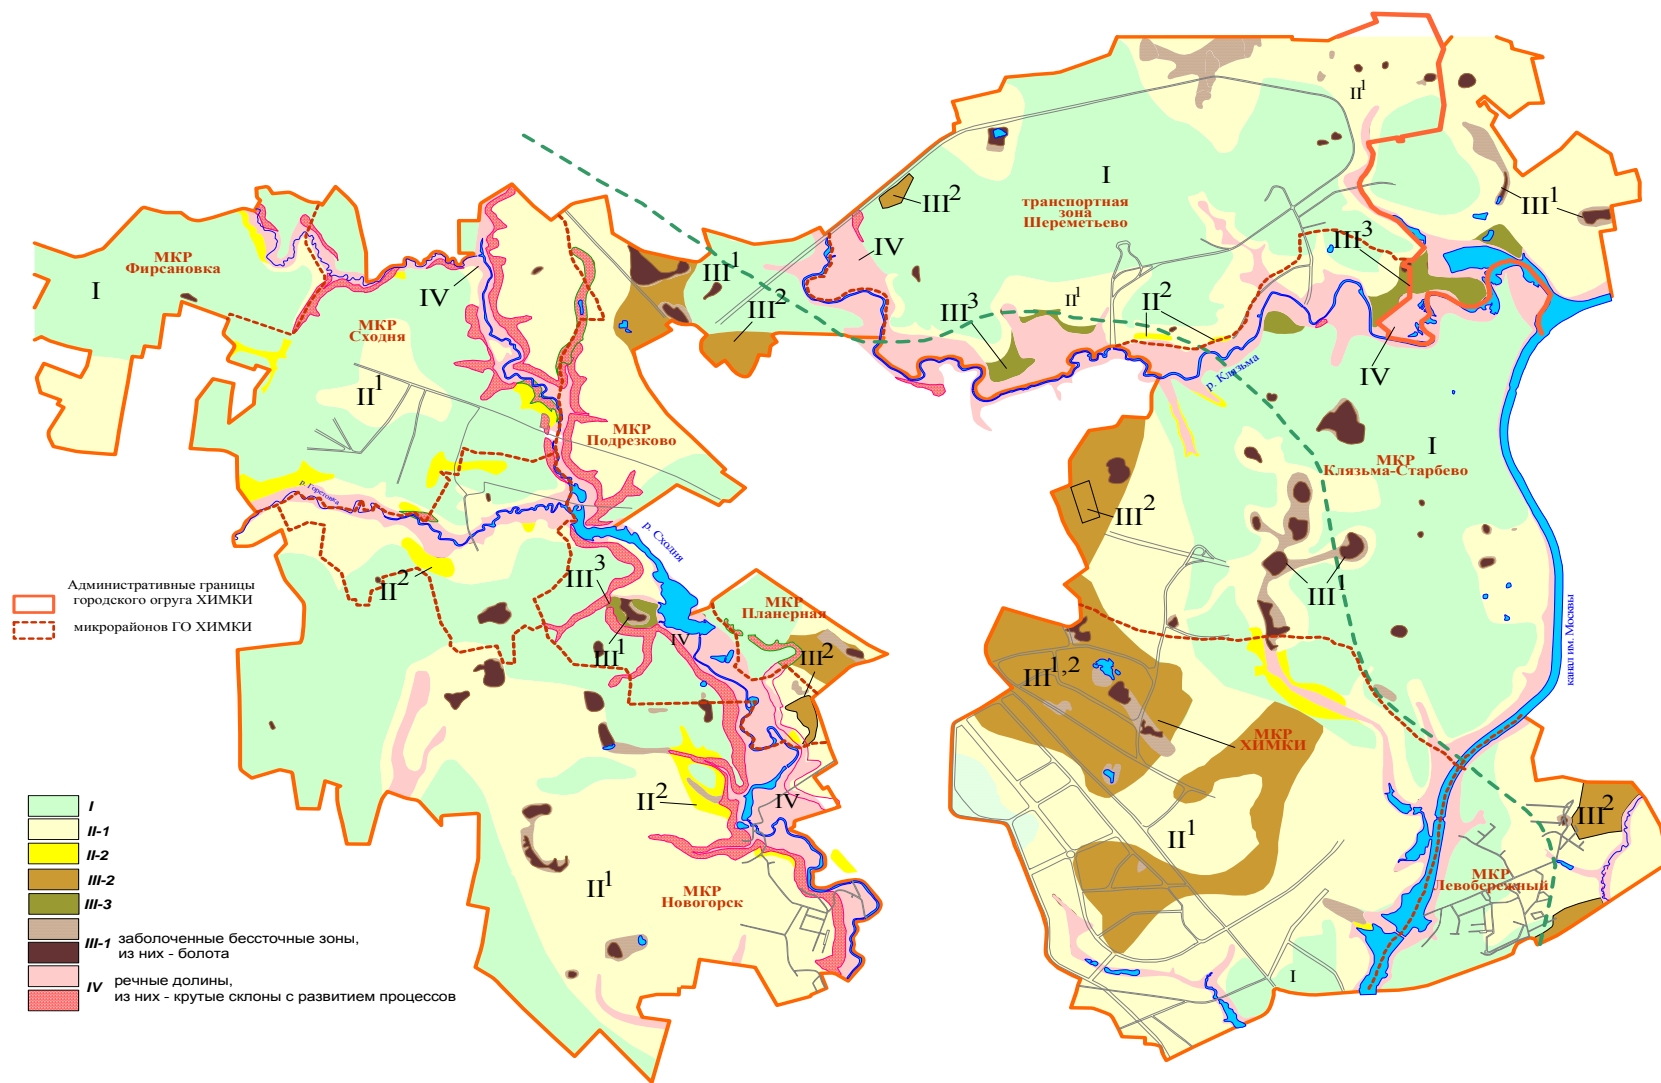 II¹
I
III²
транспортная
зона
Шереметьево
III¹
МКР
Фирсановка
I
IV
МКР
Сходня
IV
III¹
III²
III³
III³
II¹
II²
р. Клязьма
IV
II¹
МКР
Подрезково
I
МКР
Клязьма-Старбево
р. Горетовка
III²
р. Сходня
III³
II²
III¹
Административные границы
городского огруга ХИМКИ
микрорайонов ГО ХИМКИ
МКР
Планерная
IV
III¹
III²
III¹,²
канал им. Москвы
МКР
ХИМКИ
II²
IV
II¹
III²
I
II-1
II-2
III-2
III-3
III-1 заболоченные бессточные зоны,
из них - болота
IV речные долины,
из них - крутые склоны с развитием процессов
II¹
МКР
Новогорск
МКР
Левобережный
I